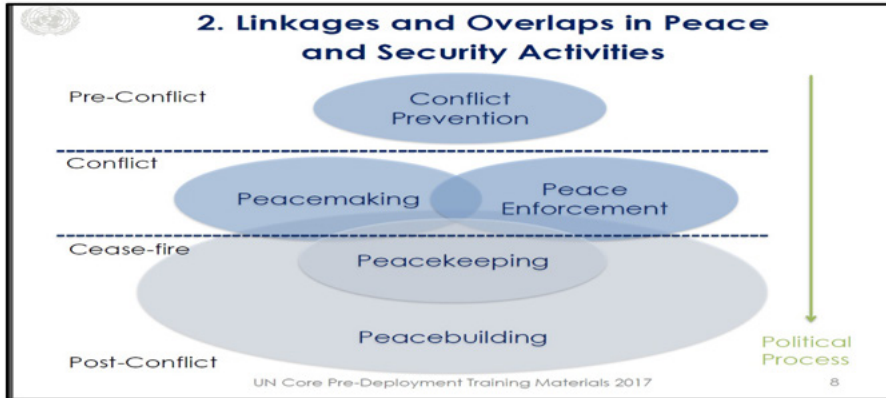 2. Linkages and Overlaps in Peace
and Security Activities
Pre-Conflict
Conflict
Prevention
Conflict
Peacemaking
Peace
Enforcement
Cease-fire
Peacekeeping
Peacebuilding
Post-Conflict
Political
Process
UN Core Pre-Deployment Training Materials 2017
8